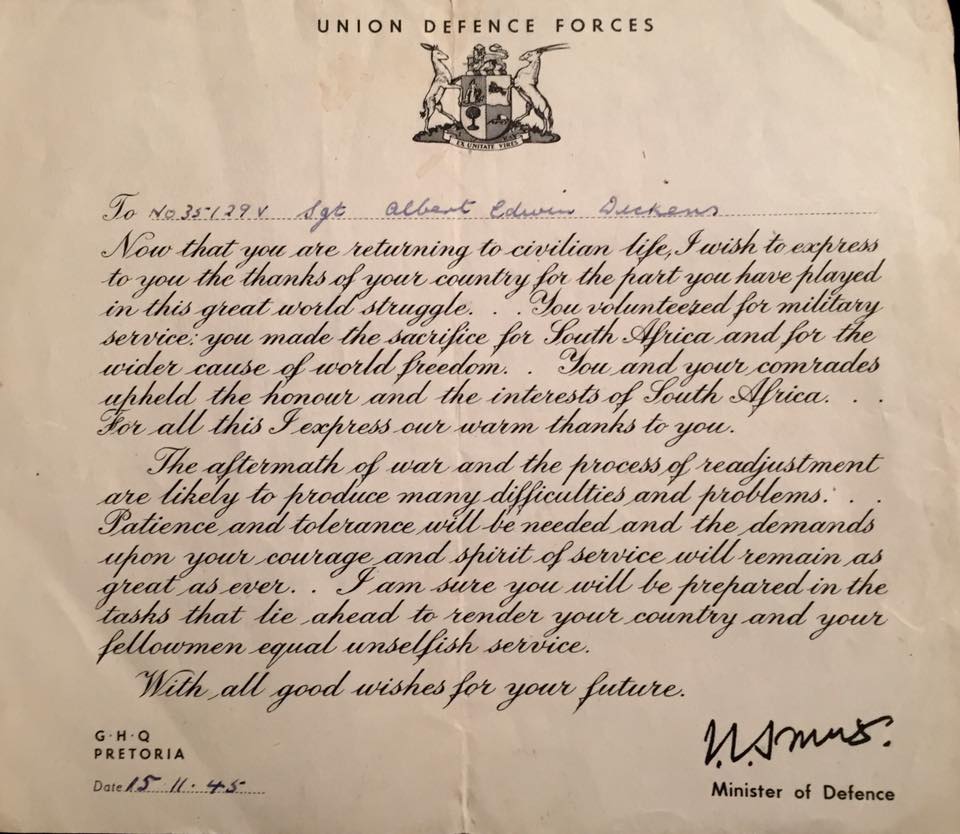 UNION DEFENCE FORCES
EX UNITATE VIRES
To No 35129V Sgt Albert Edwin Dickens
Now that you are returning to civilian life, I wish to express
to you the thanks of your country for the part you have played
in this great world struggle. . . You volunteered for military
service: you made the sacrifice for South Africa and for the
wider cause of world freedom. . You and your comrades
upheld the honour and the interests of South Africa. . .
For all this I express our warm thanks to you.
The aftermath of war and the process of readjustment
are likely to produce many difficulties and problems. . .
Patience and tolerance will be needed and the demands
upon your courage and spirit of service will remain as
great as ever. . I am sure you will be prepared in the
tasks that lie ahead to render your country and your
fellowmen equal unselfish service.
With all good wishes for your future.
G·H·Q
PRETORIA
Date 15·11·45
J.C. Smuts.
Minister of Defence